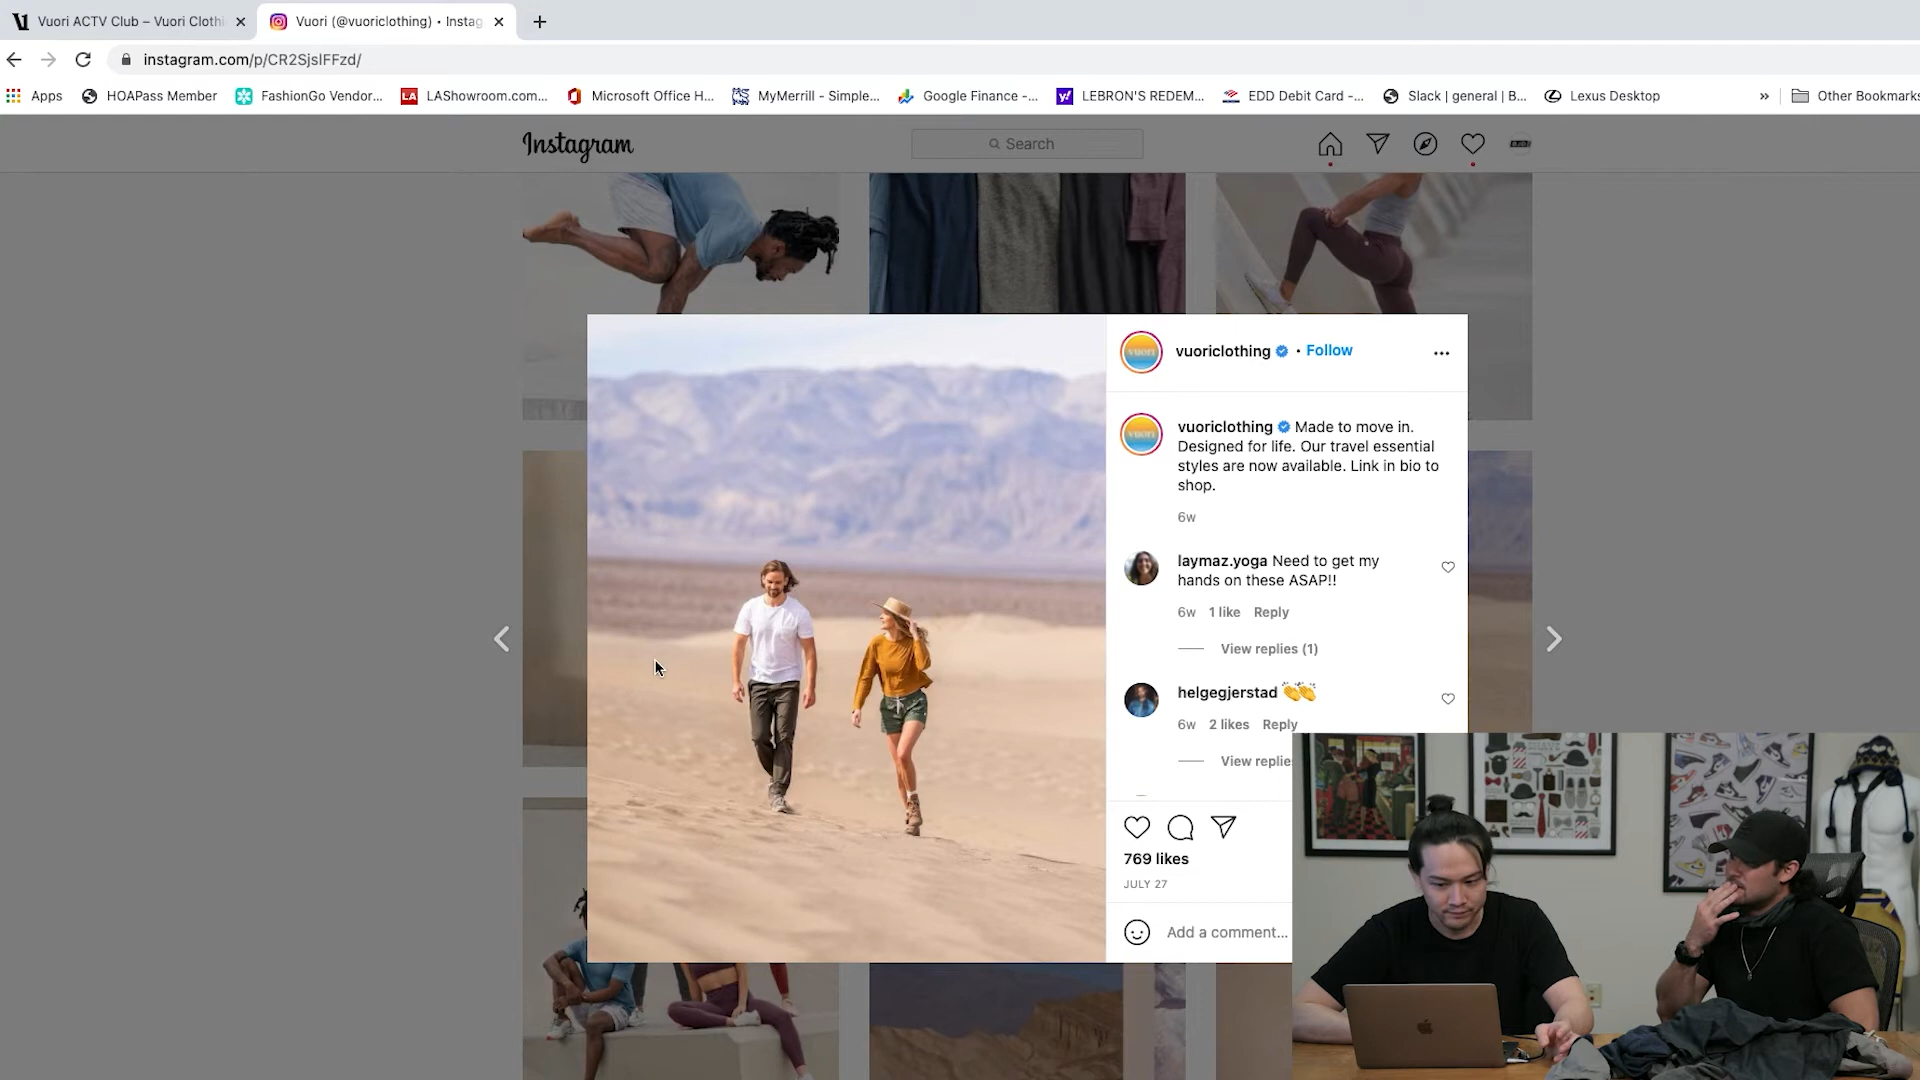 Vuori ACTV Club – Vuori Clothi
Vuori (@vuoriclothing) • Instag
instagram.com/p/CR2SjsIFFzd/
Apps
HOAPass Member
FashionGo Vendor...
LAShowroom.com...
Microsoft Office H...
MyMerrill - Simple...
Google Finance -...
LEBRON'S REDEM...
EDD Debit Card -...
Slack | general | B...
Lexus Desktop
»
Other Bookmarks
Instagram
Search
vuori
vuoriclothing • Follow
vuori
vuoriclothing Made to move in.
Designed for life. Our travel essential
styles are now available. Link in bio to
shop.
6w
laymaz.yoga Need to get my
hands on these ASAP!!
6w 1 like Reply
View replies (1)
helgegjerstad 👏👏
6w 2 likes Reply
View replie
769 likes
JULY 27
Add a comment...